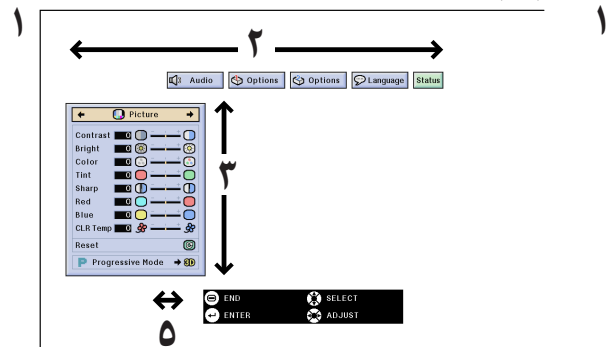 ١ ١
٢
Audio Options Options Language Status
Picture
Contrast 0
Bright 0
Color 0
Tint 0
Sharp 0
Red 0
Blue 0
CLR Temp 0
Reset
P Progressive Mode 3D
٣
END SELECT
ENTER ADJUST
٥